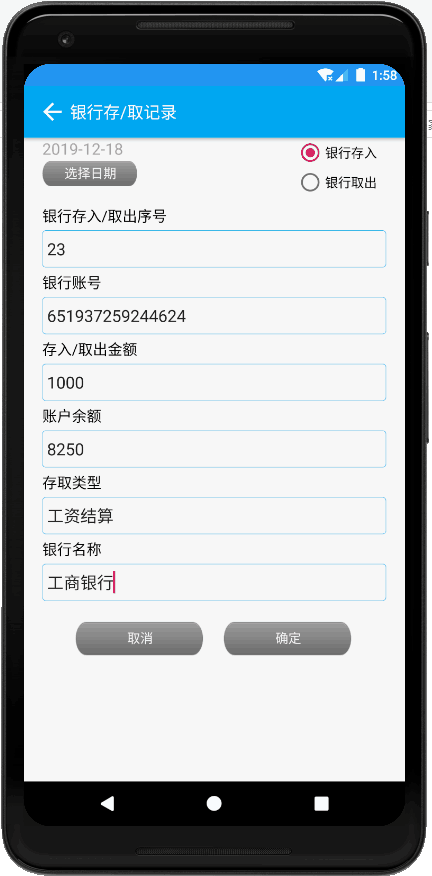 1:58
银行存/取记录
2019-12-18
选择日期
银行存入
银行取出
银行存入/取出序号
23
银行账号
651937259244624
存入/取出金额
1000
账户余额
8250
存取类型
工资结算
银行名称
工商银行
取消
确定